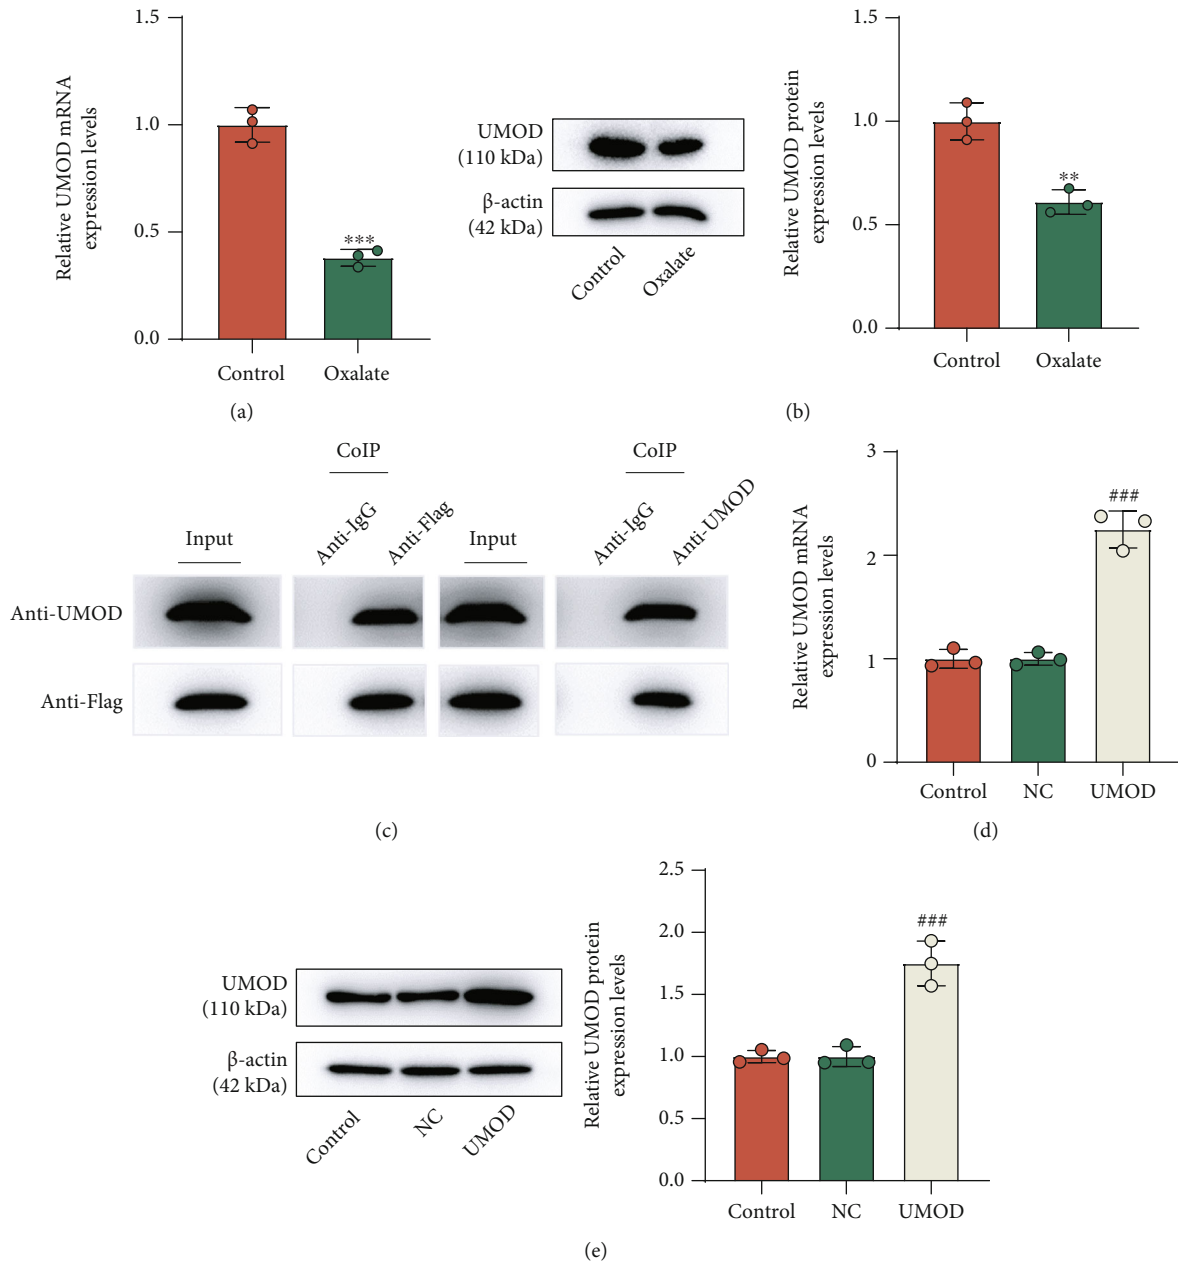 1.5
1.0
0.5
0.0
Relative UMOD mRNA
expression levels
***
Control
Oxalate
(a)
UMOD
(110 kDa)
β-actin
(42 kDa)
Control
Oxalate
1.5
1.0
0.5
0.0
Relative UMOD protein
expression levels
**
Control
Oxalate
(b)
CoIP
CoIP
Input
Anti-IgG
Anti-Flag
Input
Anti-IgG
Anti-UMOD
Anti-UMOD
Anti-Flag
(c)
3
2
1
0
Relative UMOD mRNA
expression levels
###
Control
NC
UMOD
(d)
UMOD
(110 kDa)
β-actin
(42 kDa)
Control
NC
UMOD
2.5
2.0
1.5
1.0
0.5
0.0
Relative UMOD protein
expression levels
###
Control
NC
UMOD
(e)